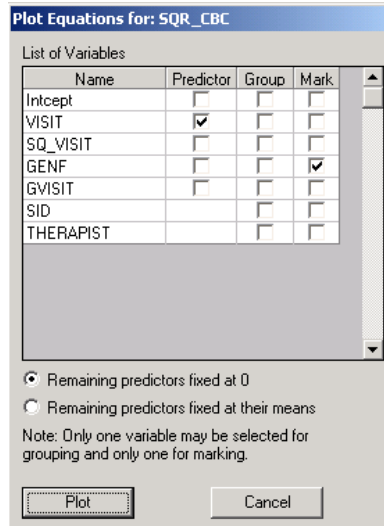 Plot Equations for: SQR_CBC
List of Variables
Name Predictor Group Mark
Intcept
VISIT
SQ_VISIT
GENF
GVISIT
SID
THERAPIST
Remaining predictors fixed at 0
Remaining predictors fixed at their means
Note: Only one variable may be selected for
grouping and only one for marking.
Plot Cancel